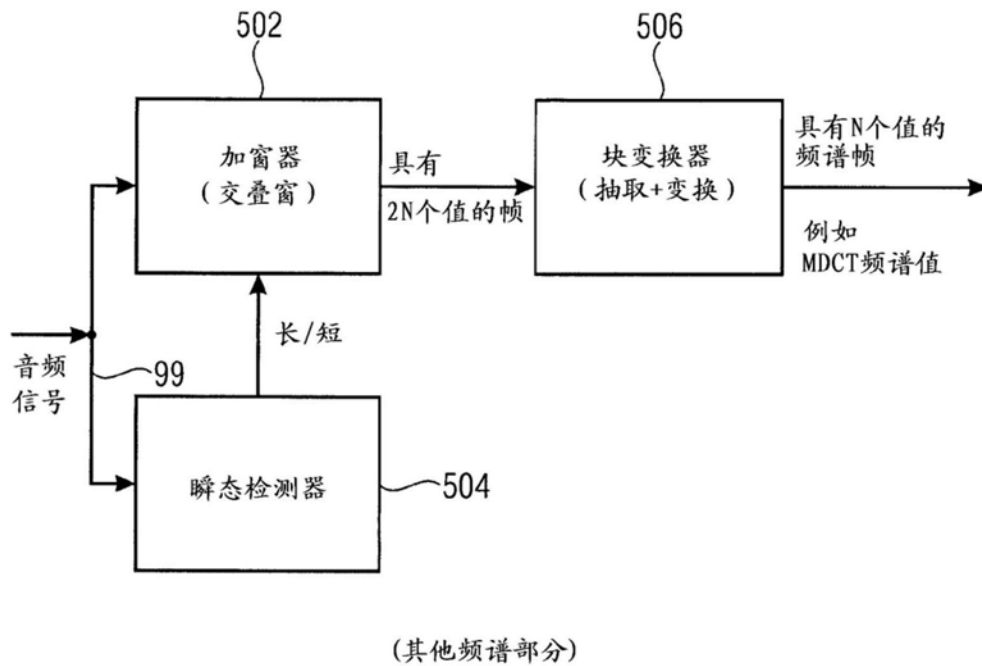 502
506
加窗器
(交叠窗)
具有
2N个值的帧
块变换器
(抽取+变换)
具有N个值的
频谱帧
例如
MDCT频谱值
长/短
音频
信号
99
瞬态检测器
504
(其他频谱部分)